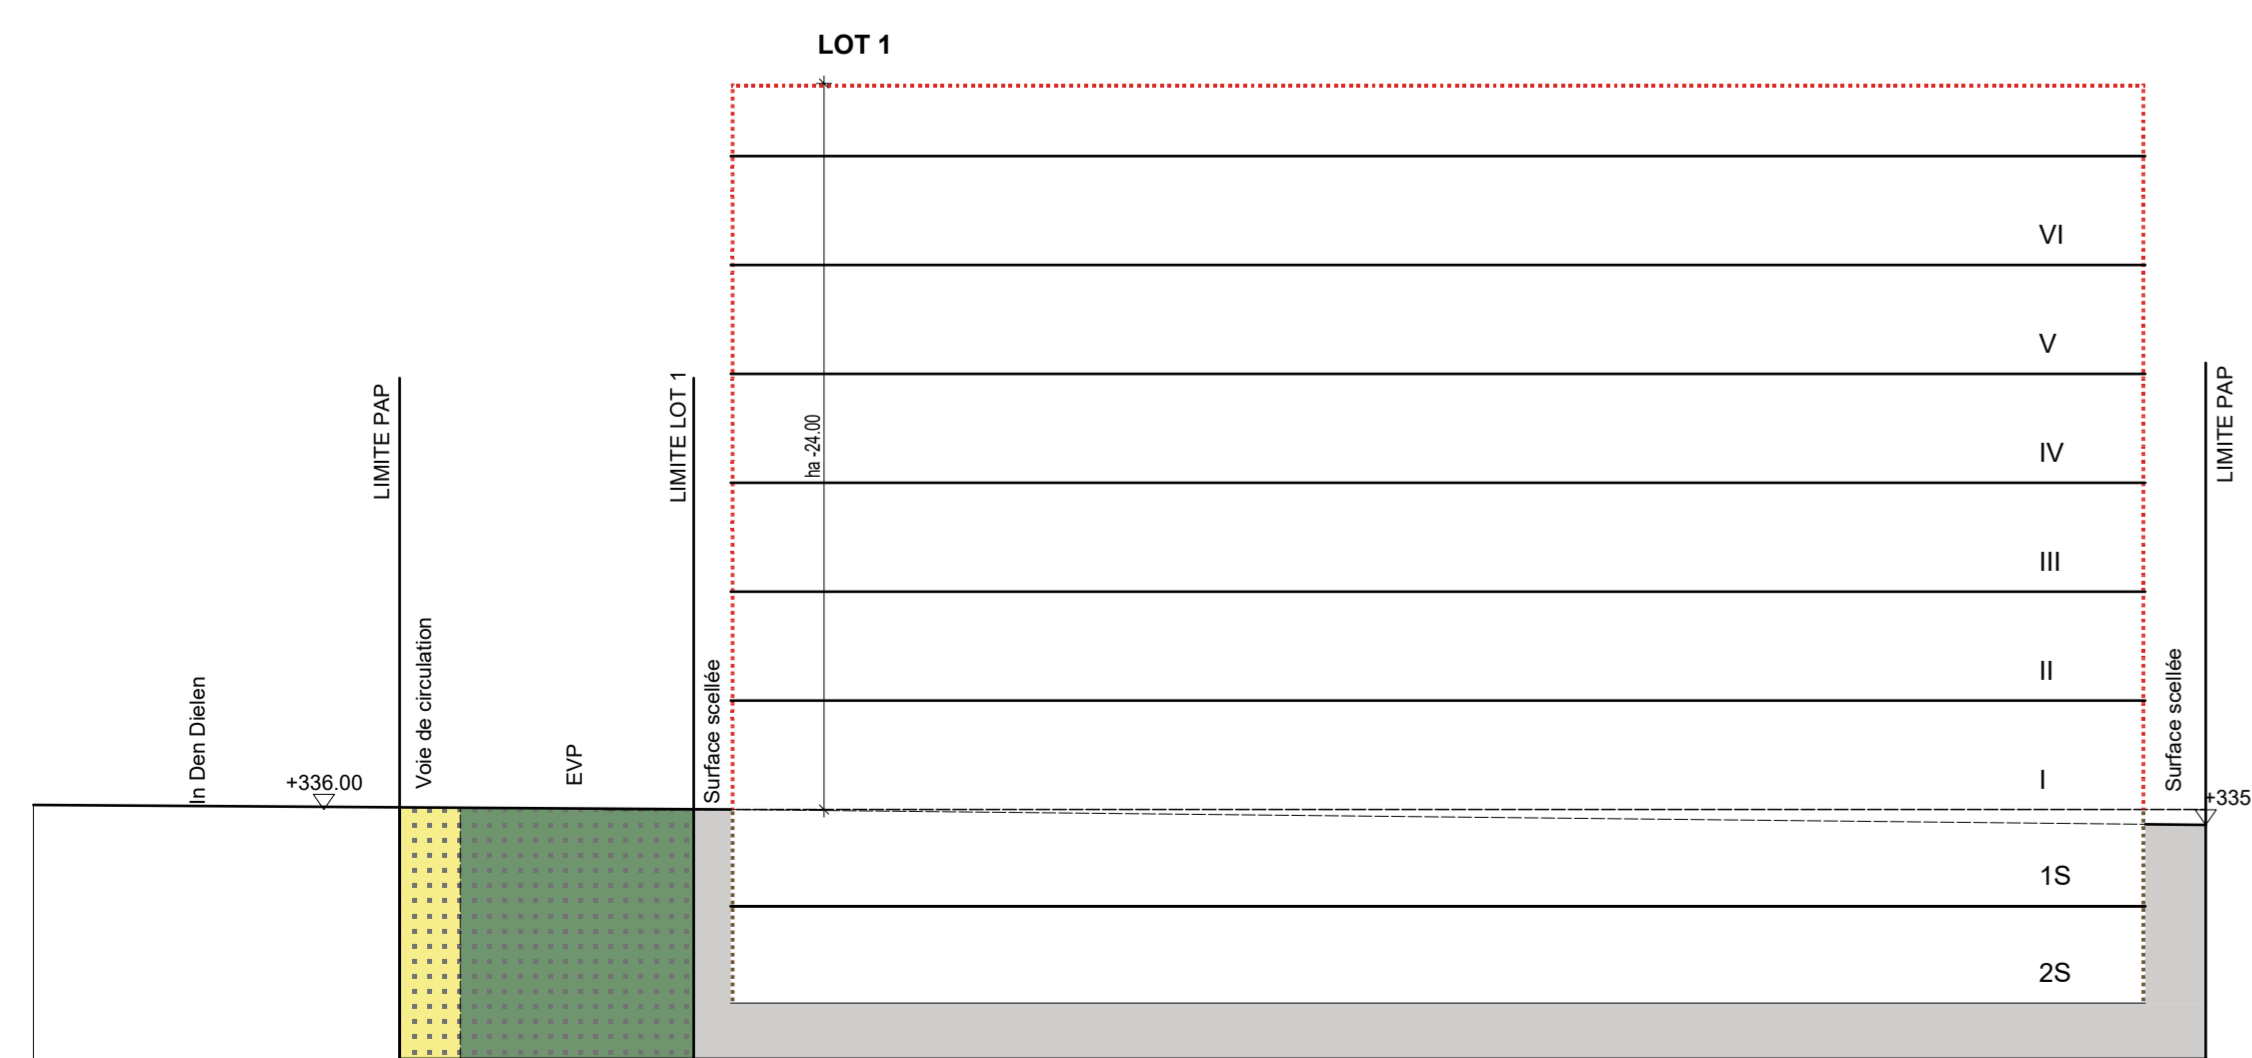 LOT 1
VI
V
LIMITE PAP
LIMITE LOT 1
ha -24.00
IV
LIMITE PAP
III
II
In Den Dielen
+336.00
Voie de circulation
EVP
Surface scellée
I
Surface scellée
+335
1S
2S